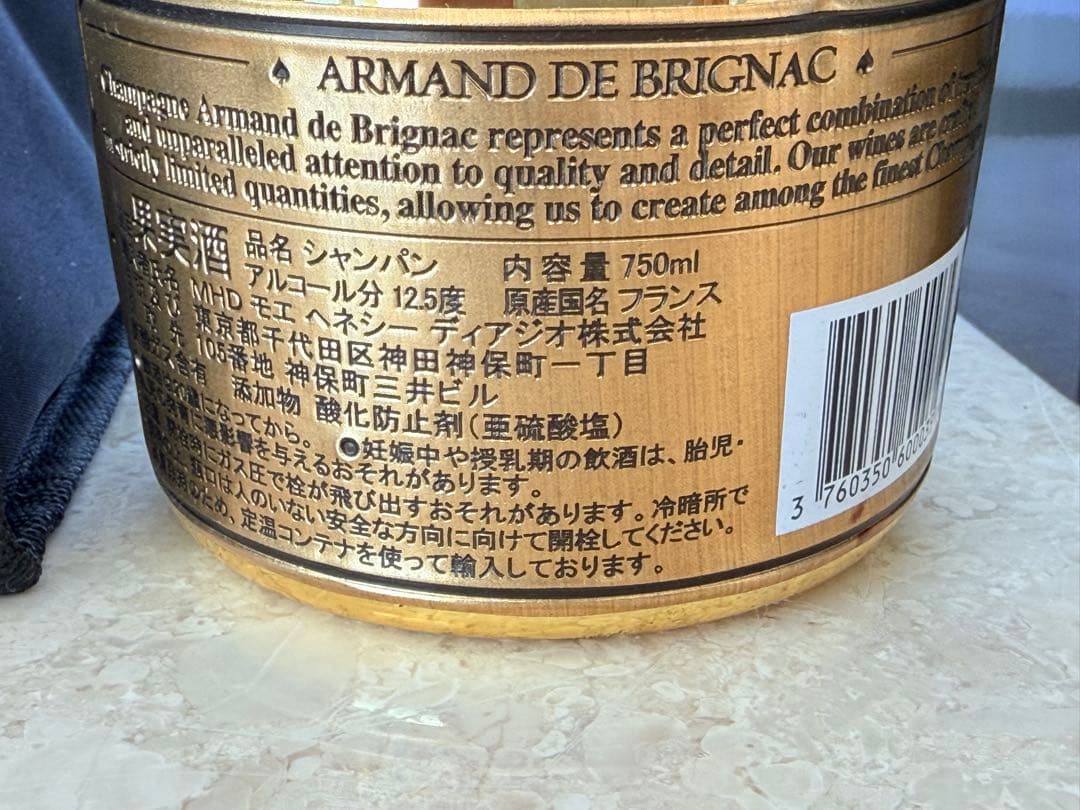 ♠ ARMAND DE BRIGNAC ♠
Champagne Armand de Brignac represents a perfect combination of
and unparalleled attention to quality and detail. Our wines are
limited quantities, allowing us to create among the finest
果実酒 品名 シャンパン 内容量 750ml
アルコール分 12.5度 原産国名 フランス
MHD モエ ヘネシー ディアジオ株式会社
東京都千代田区神田神保町一丁目
105番地 神保町三井ビル
添加物 酸化防止剤(亜硫酸塩)
になってから。 ●妊娠中や授乳期の飲酒は、胎児・
影響を与えるおそれがあります。
ガス圧で栓が飛び出すおそれがあります。冷暗所で
は人のいない安全な方向に向けて開栓してください。
のため、定温コンテナを使って輸入しております。
3 760350 6000